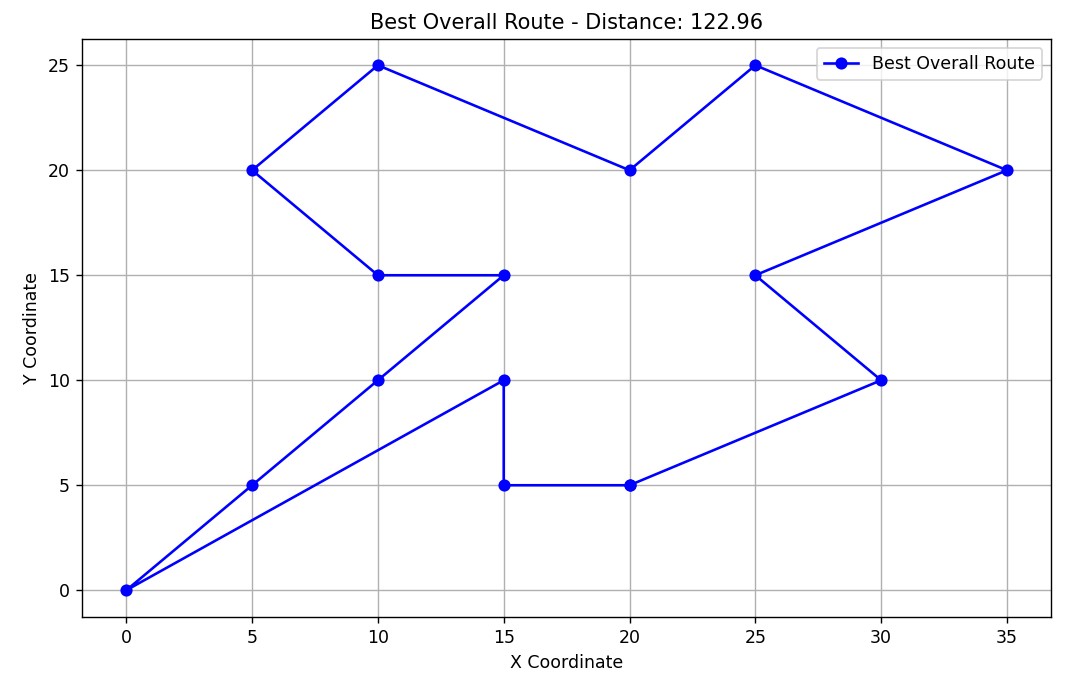 Best Overall Route - Distance: 122.96
Best Overall Route
25
20
15
10
5
0
Y Coordinate
0 5 10 15 20 25 30 35
X Coordinate